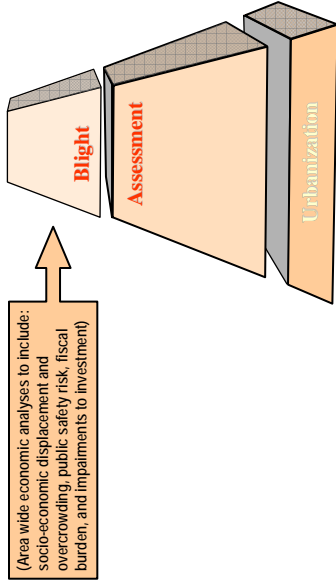 (Area wide economic analyses to include:
socio-economic displacement and
overcrowding, public safety risk, fiscal
burden, and impairments to investment)
Blight
Assessment
Urbanization